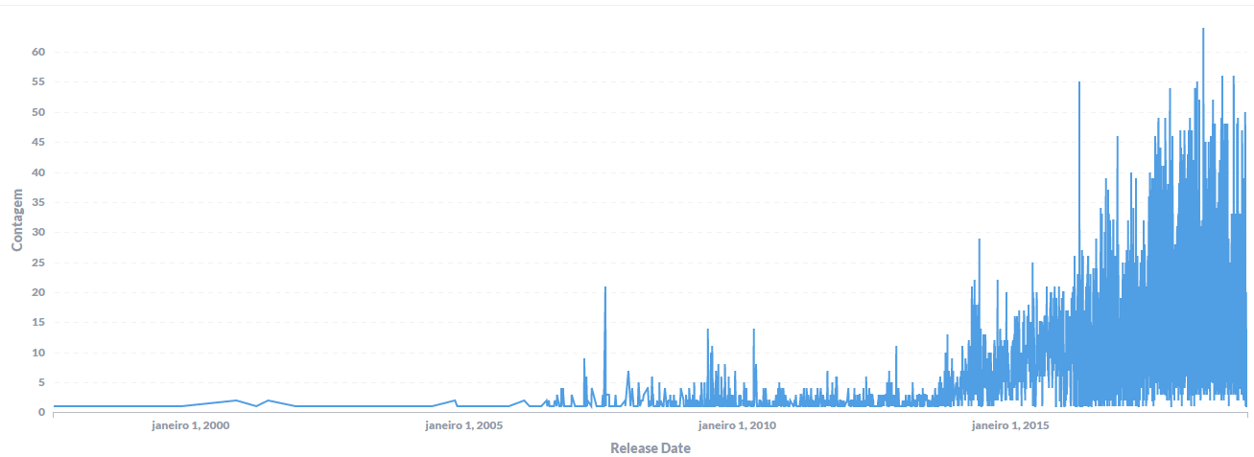 60
55
50
45
40
35
30
25
20
15
10
5
0
Contagem
janeiro 1, 2000
janeiro 1, 2005
janeiro 1, 2010
janeiro 1, 2015
Release Date